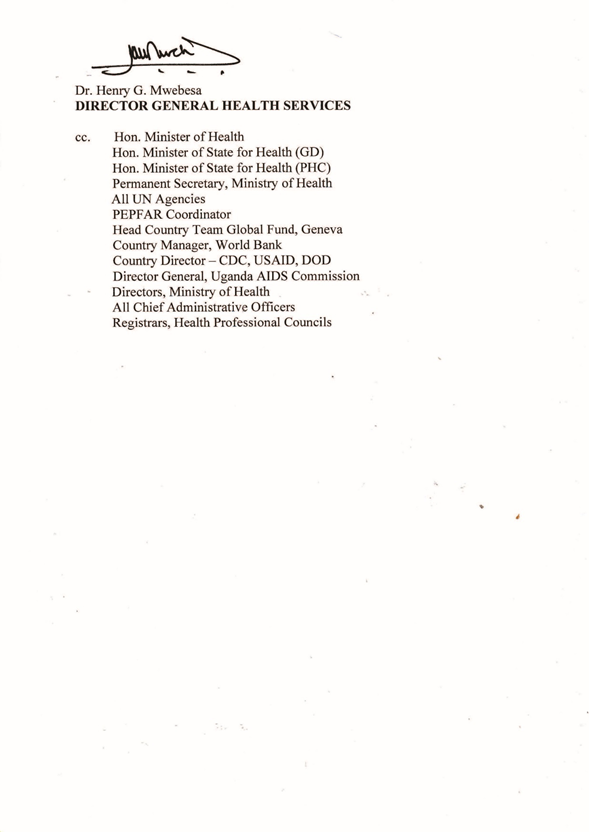 Dr. Henry G. Mwebesa
DIRECTOR GENERAL HEALTH SERVICES
cc. Hon. Minister of Health
Hon. Minister of State for Health (GD)
Hon. Minister of State for Health (PHC)
Permanent Secretary, Ministry of Health
All UN Agencies
PEPFAR Coordinator
Head Country Team Global Fund, Geneva
Country Manager, World Bank
Country Director – CDC, USAID, DOD
Director General, Uganda AIDS Commission
Directors, Ministry of Health
All Chief Administrative Officers
Registrars, Health Professional Councils